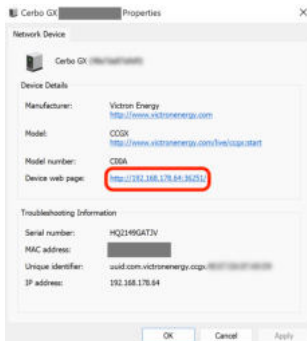 Cerbo GX Properties
Network Device
Cerbo GX
Device Details
Manufacturer: Victron Energy
http://www.victronenergy.com
Model: CCGX
http://www.victronenergy.com/live/ccgx:start
Model number: C00A
Device web page: http://192.168.178.64:36251/
Troubleshooting Information
Serial number: HQ2149GAT3V
MAC address:
Unique identifier: uuid:com.victronenergy.ccgx.
IP address: 192.168.178.64
OK Cancel Apply